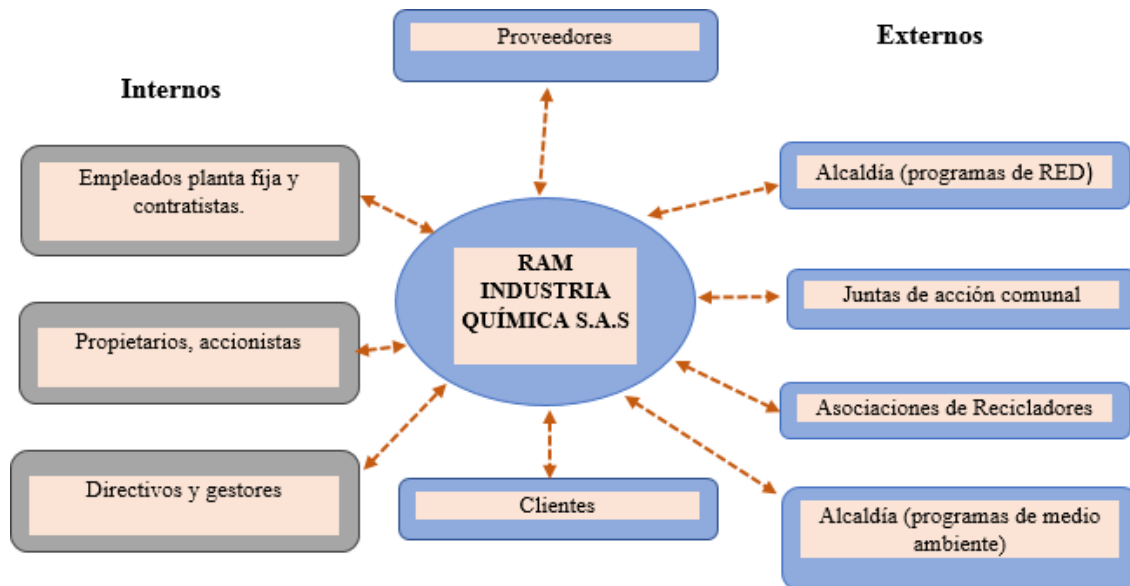 Proveedores
Externos
Internos
Empleados planta fija y
contratistas.
Alcaldía (programas de RED)
RAM
INDUSTRIA
QUÍMICA S.A.S
Juntas de acción comunal
Propietarios, accionistas
Asociaciones de Recicladores
Directivos y gestores
Clientes
Alcaldía (programas de medio
ambiente)